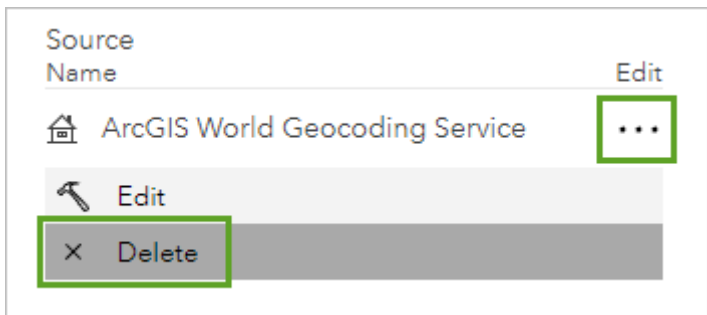 Source
Name Edit
ArcGIS World Geocoding Service ...
Edit
Delete